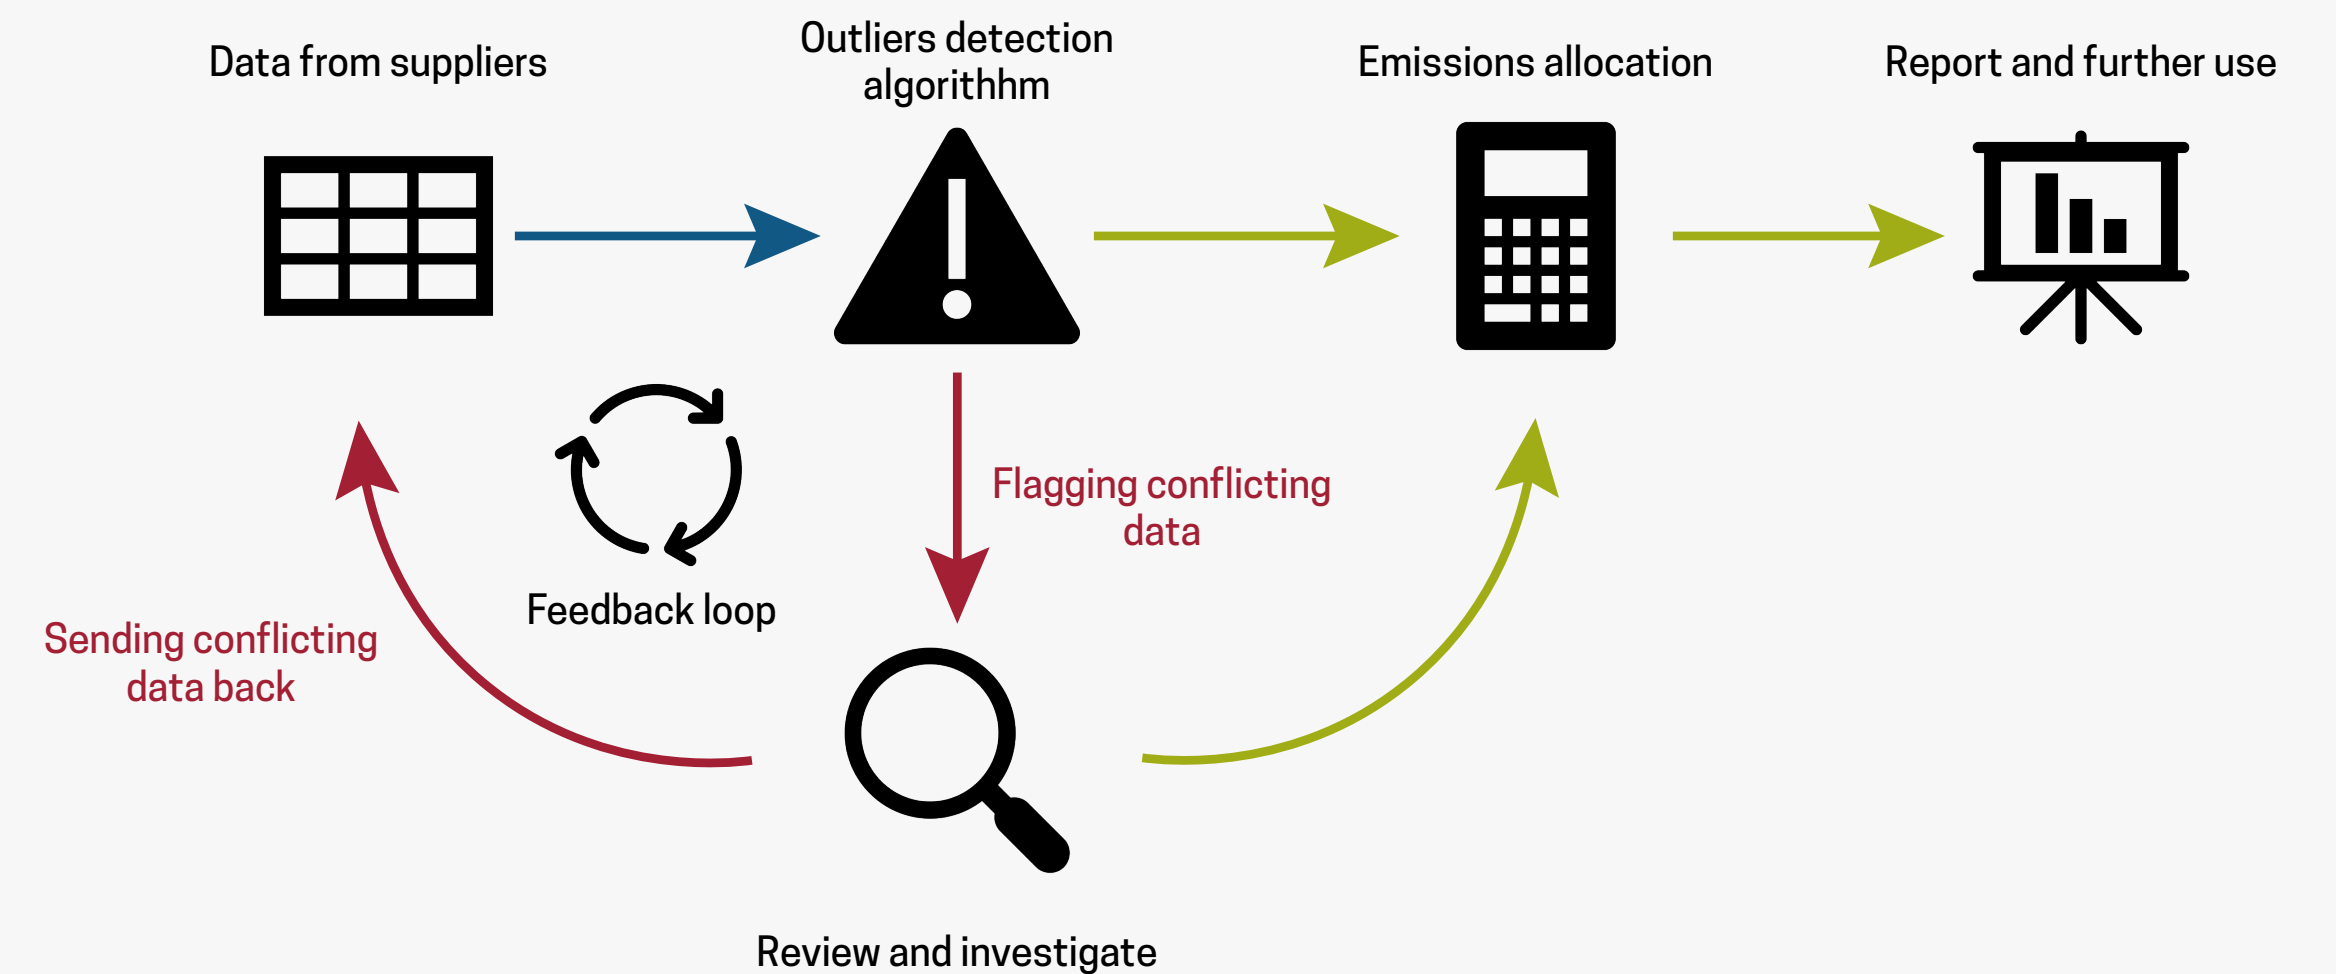 Data from suppliers
Outliers detection
algorithhm
Emissions allocation
Report and further use
Flagging conflicting
data
Feedback loop
Sending conflicting
data back
Review and investigate